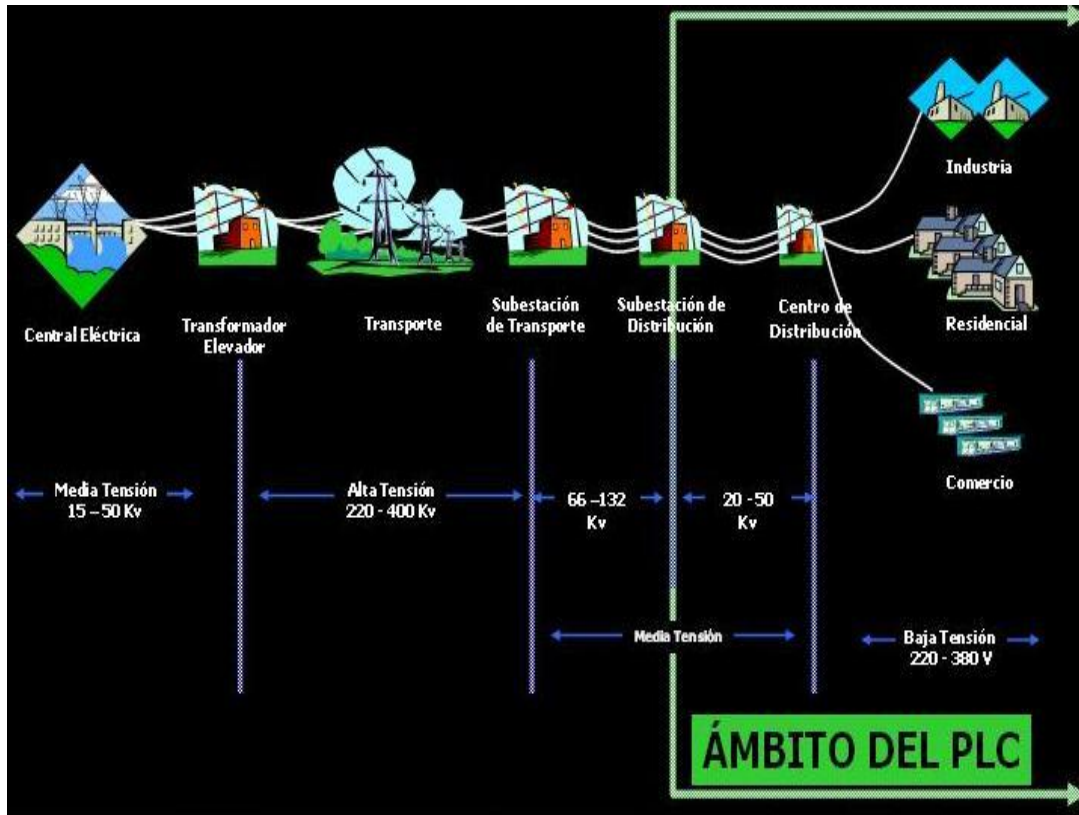 Industria
Central Eléctrica
Transformador
Elevador
Transporte
Subestación
de Transporte
Subestación de
Distribución
Centro de
Distribución
Residencial
Comercio
Media Tensión
15 – 50 Kv
Alta Tensión
220 - 400 Kv
66 –132
Kv
20 - 50
Kv
Media Tensión
Baja Tensión
220 - 380 V
ÁMBITO DEL PLC